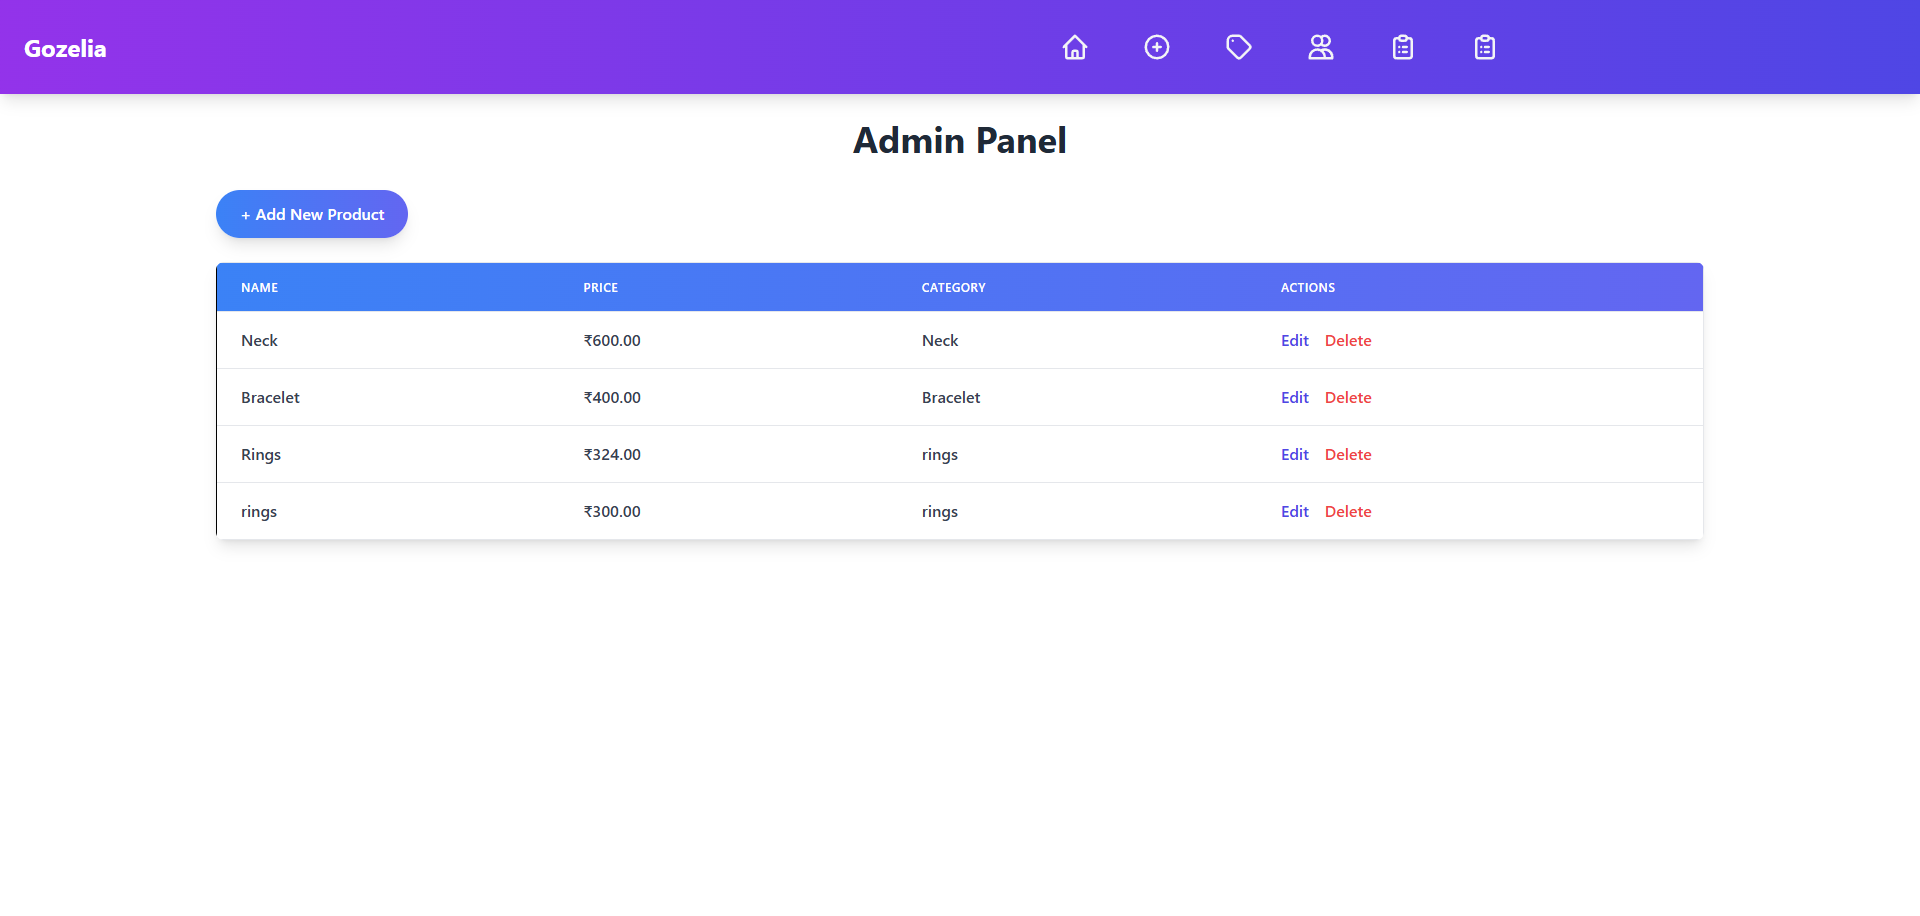 Gozelia
Admin Panel
+ Add New Product
NAME PRICE CATEGORY ACTIONS
Neck ₹600.00 Neck Edit Delete
Bracelet ₹400.00 Bracelet Edit Delete
Rings ₹324.00 rings Edit Delete
rings ₹300.00 rings Edit Delete